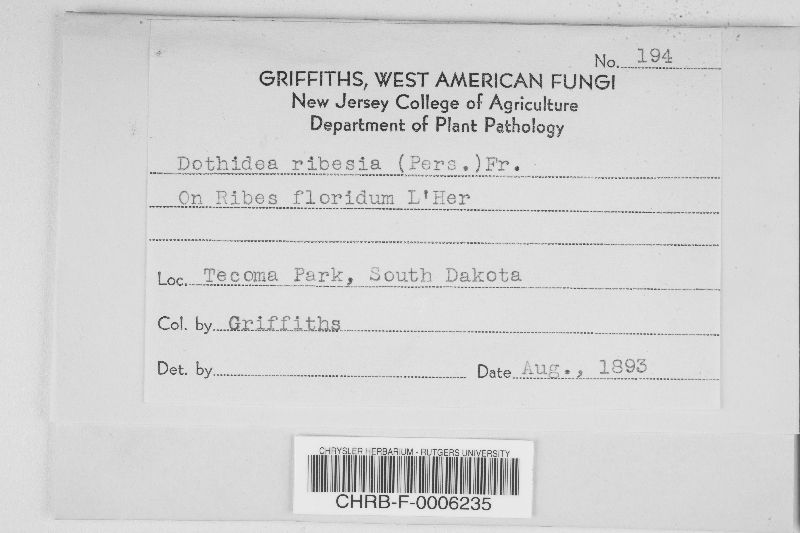 No. 194
GRIFFITHS, WEST AMERICAN FUNGI
New Jersey College of Agriculture
Department of Plant Pathology
Dothidea ribesia (Pers.)Fr.
On Ribes floridum L'Her
Loc. Tecoma Park, South Dakota
Col. by Griffiths
Det. by
Date Aug., 1893
CHRYSLER HERBARIUM - RUTGERS UNIVERSITY
CHRB-F-0006235